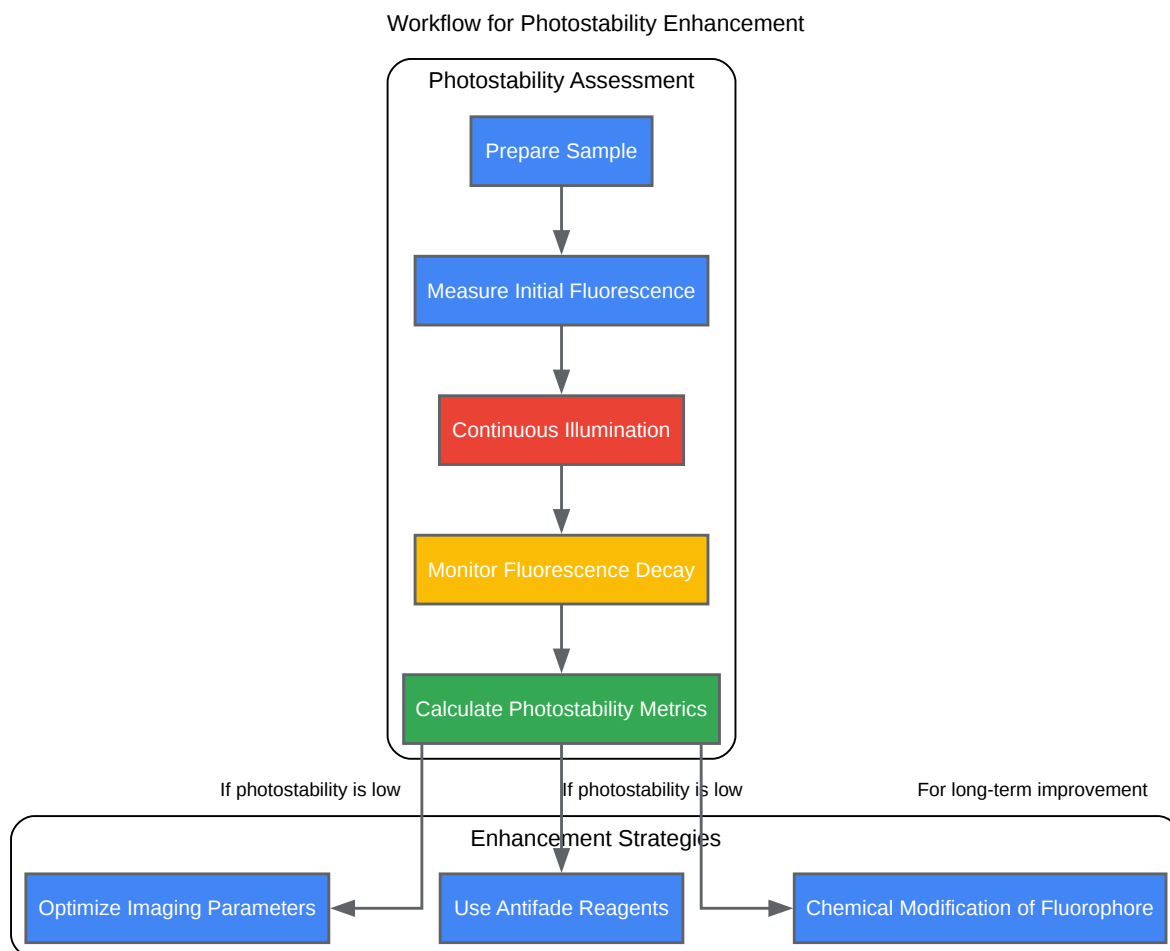 Workflow for Photostability Enhancement
Photostability Assessment
Prepare Sample
Measure Initial Fluorescence
Continuous Illumination
Monitor Fluorescence Decay
Calculate Photostability Metrics
If photostability is low
If photostability is low
For long-term improvement
Enhancement Strategies
Optimize Imaging Parameters
Use Antifade Reagents
Chemical Modification of Fluorophore